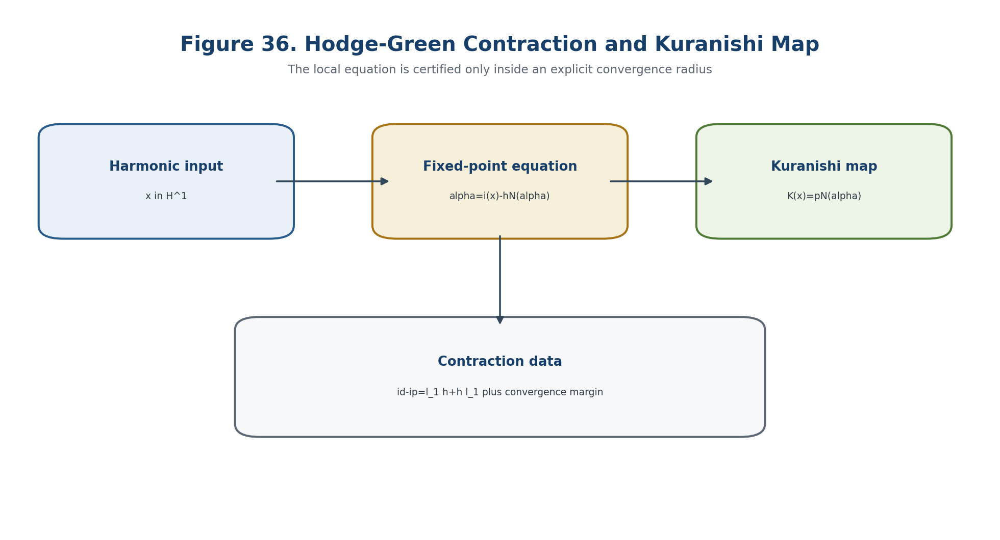 Figure 36. Hodge-Green Contraction and Kuranishi Map
The local equation is certified only inside an explicit convergence radius
Harmonic input
x in H^1
Fixed-point equation
alpha=i(x)-hN(alpha)
Kuranishi map
K(x)=pN(alpha)
Contraction data
id-ip=l_1 h+h l_1 plus convergence margin